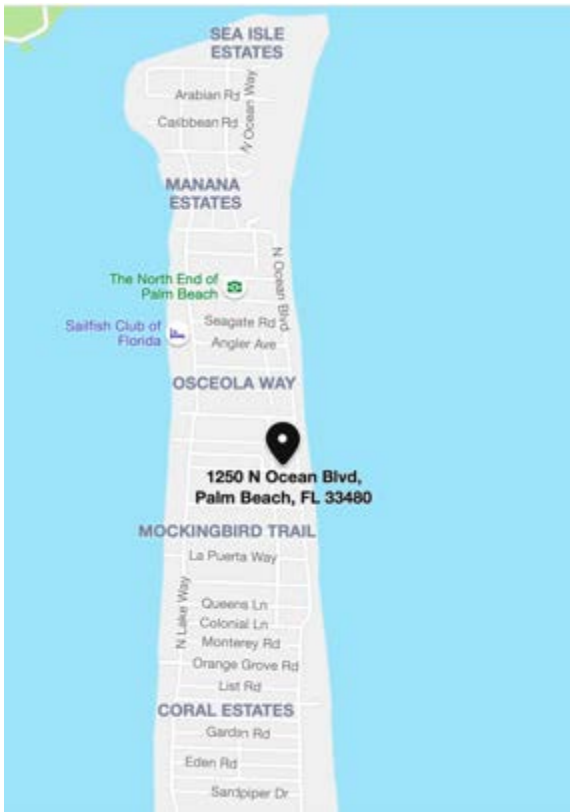 SEA ISLE
ESTATES
Arabian Rd
Caribbean Rd
N Ocean Way
MANANA
ESTATES
N Ocean Blvd
The North End of
Palm Beach
Sailfish Club of
Florida
Seagate Rd
Angler Ave
OSCEOLA WAY
1250 N Ocean Blvd,
Palm Beach, FL 33480
MOCKINGBIRD TRAIL
La Puerta Way
N Lake Way
Queens Ln
Colonial Ln
Monterey Rd
Orange Grove Rd
List Rd
CORAL ESTATES
Garden Rd
Eden Rd
Sandpiper Dr